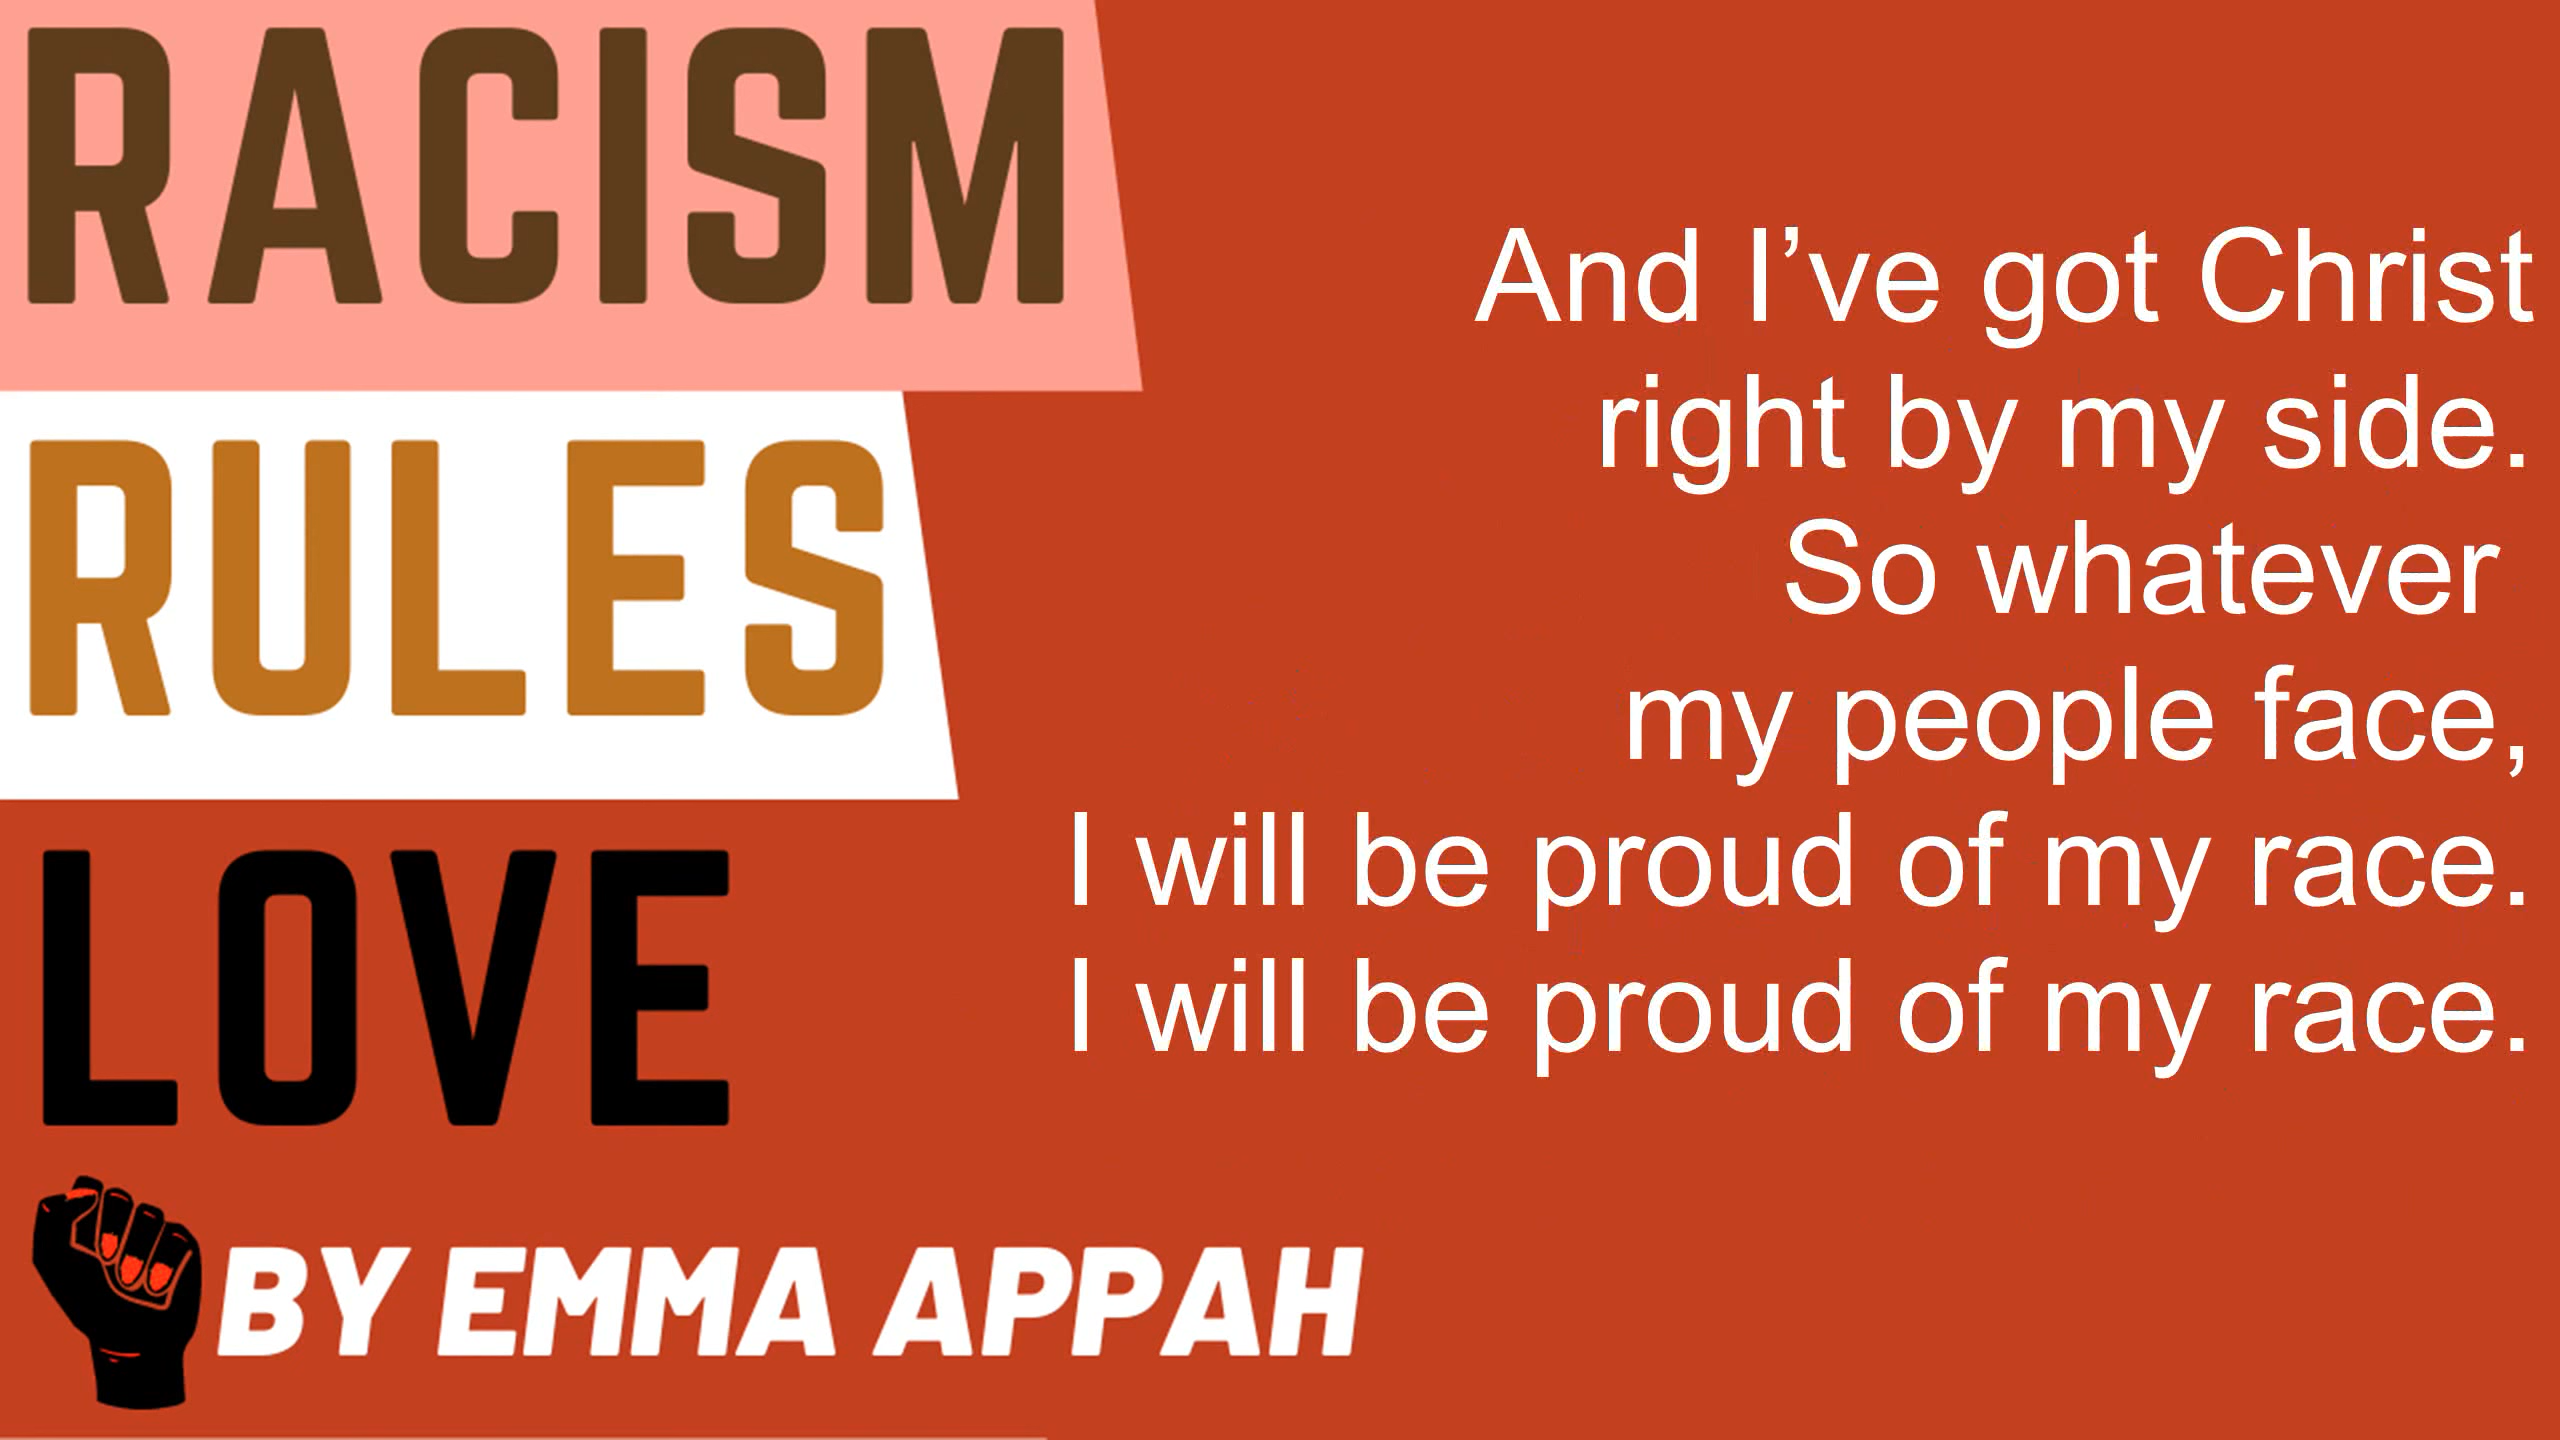 RACISM
RULES
LOVE
BY EMMA APPAH
And I’ve got Christ
right by my side.
So whatever
my people face,
I will be proud of my race.
I will be proud of my race.